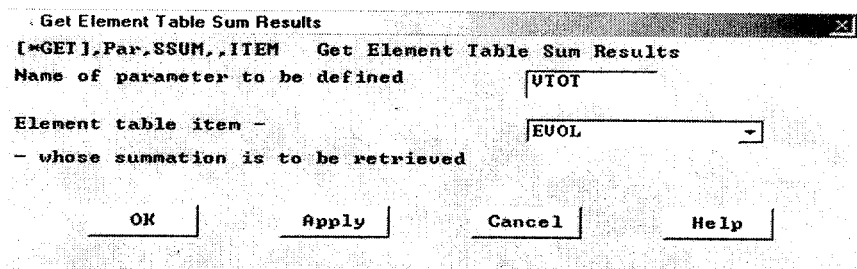 Get Element Table Sum Results
[*GET],Par,SSUM,,ITEM Get Element Table Sum Results
Name of parameter to be defined VTOT
Element table item - EVOL
- whose summation is to be retrieved
OK Apply Cancel Help